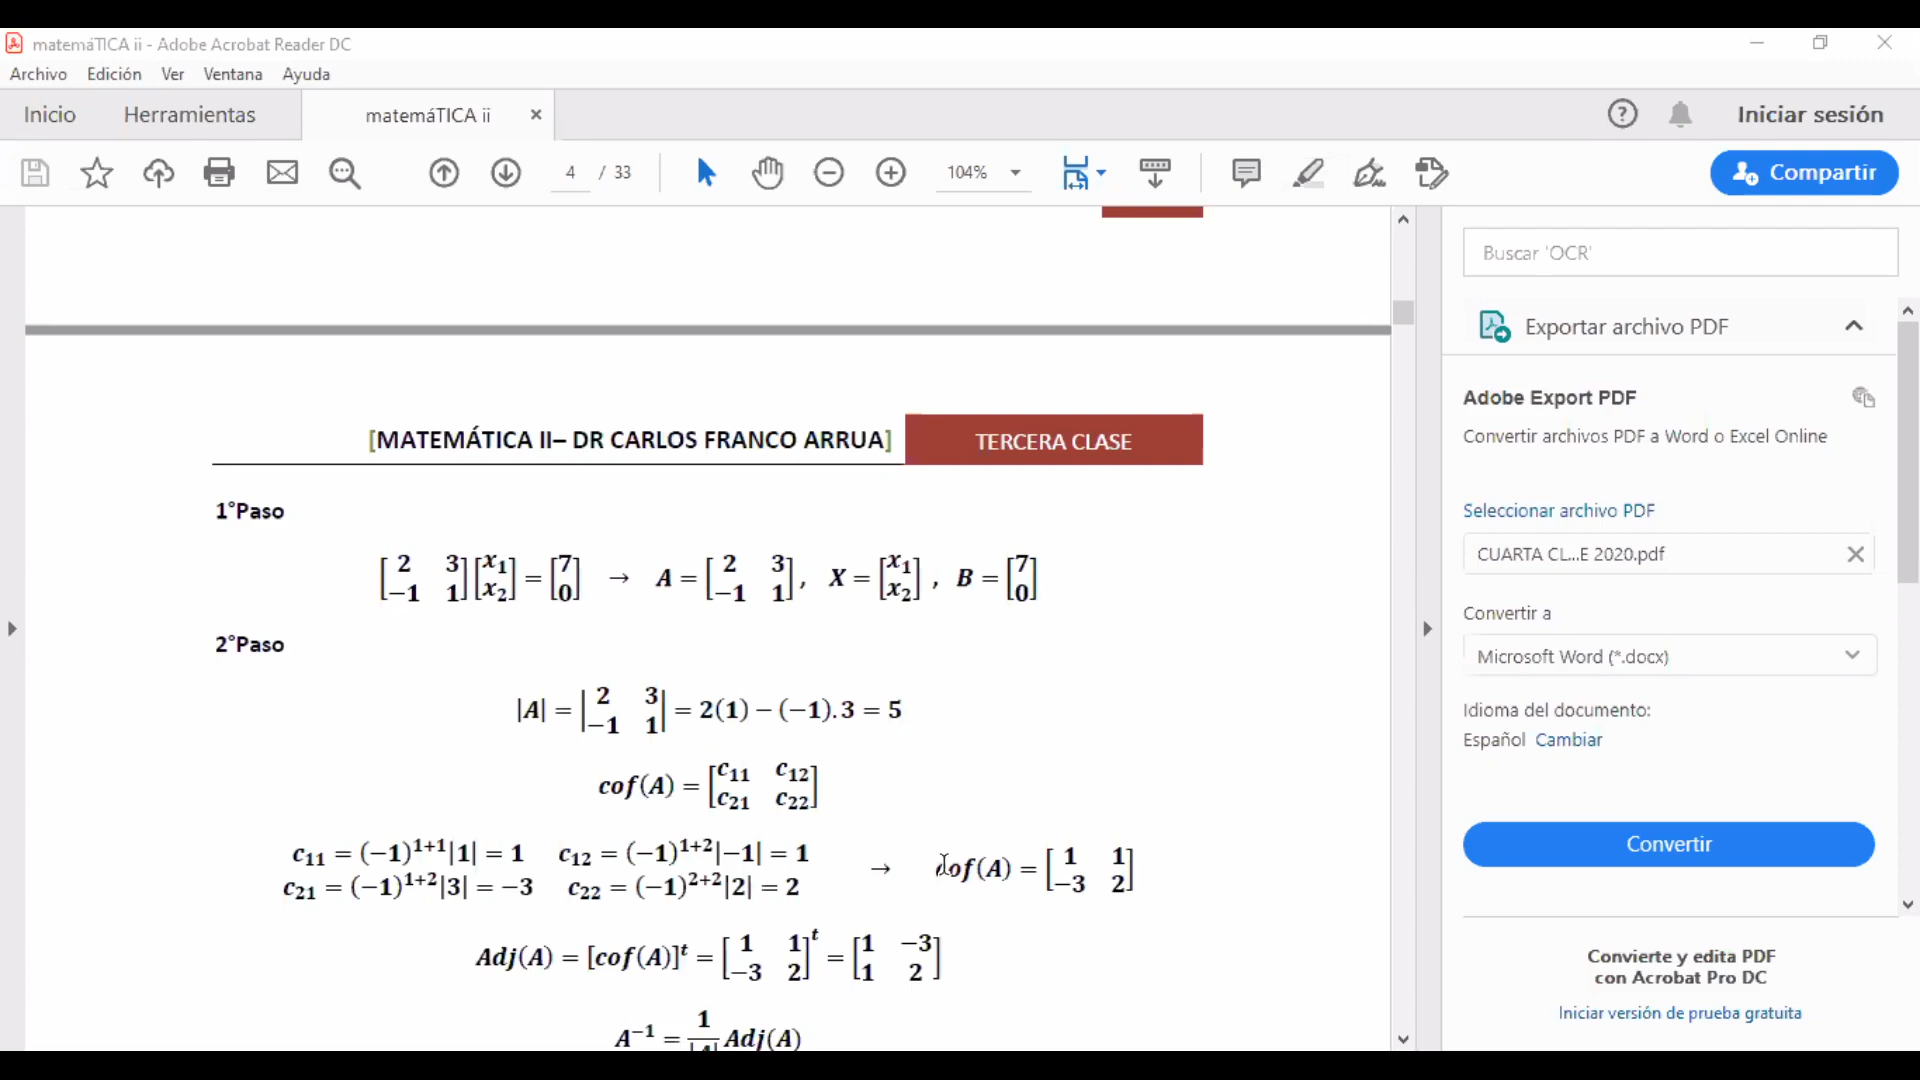 matemáTICA ii - Adobe Acrobat Reader DC
Archivo Edición Ver Ventana Ayuda
Inicio Herramientas matemáTICA ii × Iniciar sesión
4 / 33 104% Compartir
[MATEMÁTICA II– DR CARLOS FRANCO ARRUA] TERCERA CLASE
1°Paso
[2 3; −1 1][x₁; x₂] = [7; 0] → A = [2 3; −1 1], X = [x₁; x₂] , B = [7; 0]
2°Paso
|A| = |2 3; −1 1| = 2(1) − (−1).3 = 5
cof(A) = [c₁₁ c₁₂; c₂₁ c₂₂]
c₁₁ = (−1)¹⁺¹|1| = 1 c₁₂ = (−1)¹⁺²|−1| = 1
c₂₁ = (−1)¹⁺²|3| = −3 c₂₂ = (−1)²⁺²|2| = 2
→ cof(A) = [1 1; −3 2]
Adj(A) = [cof(A)]ᵗ = [1 1; −3 2]ᵗ = [1 −3; 1 2]
A⁻¹ = 1/|A| Adj(A)
Buscar 'OCR'
Exportar archivo PDF
Adobe Export PDF
Convertir archivos PDF a Word o Excel Online
Seleccionar archivo PDF
CUARTA CL...E 2020.pdf
Convertir a
Microsoft Word (*.docx)
Idioma del documento:
Español Cambiar
Convertir
Convierte y edita PDF
con Acrobat Pro DC
Iniciar versión de prueba gratuita